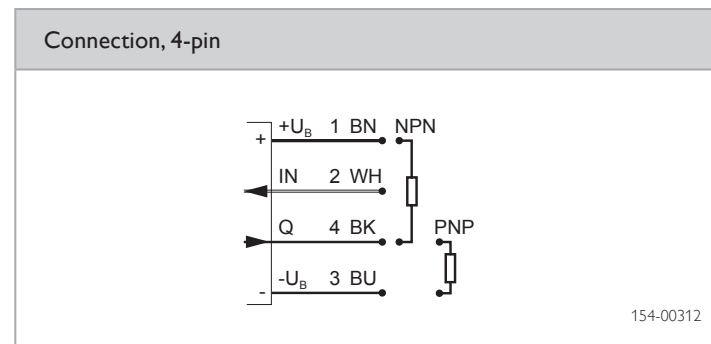 Connection, 4-pin
+U_B 1 BN NPN
+
IN 2 WH
Q 4 BK PNP
-U_B 3 BU
-
154-00312